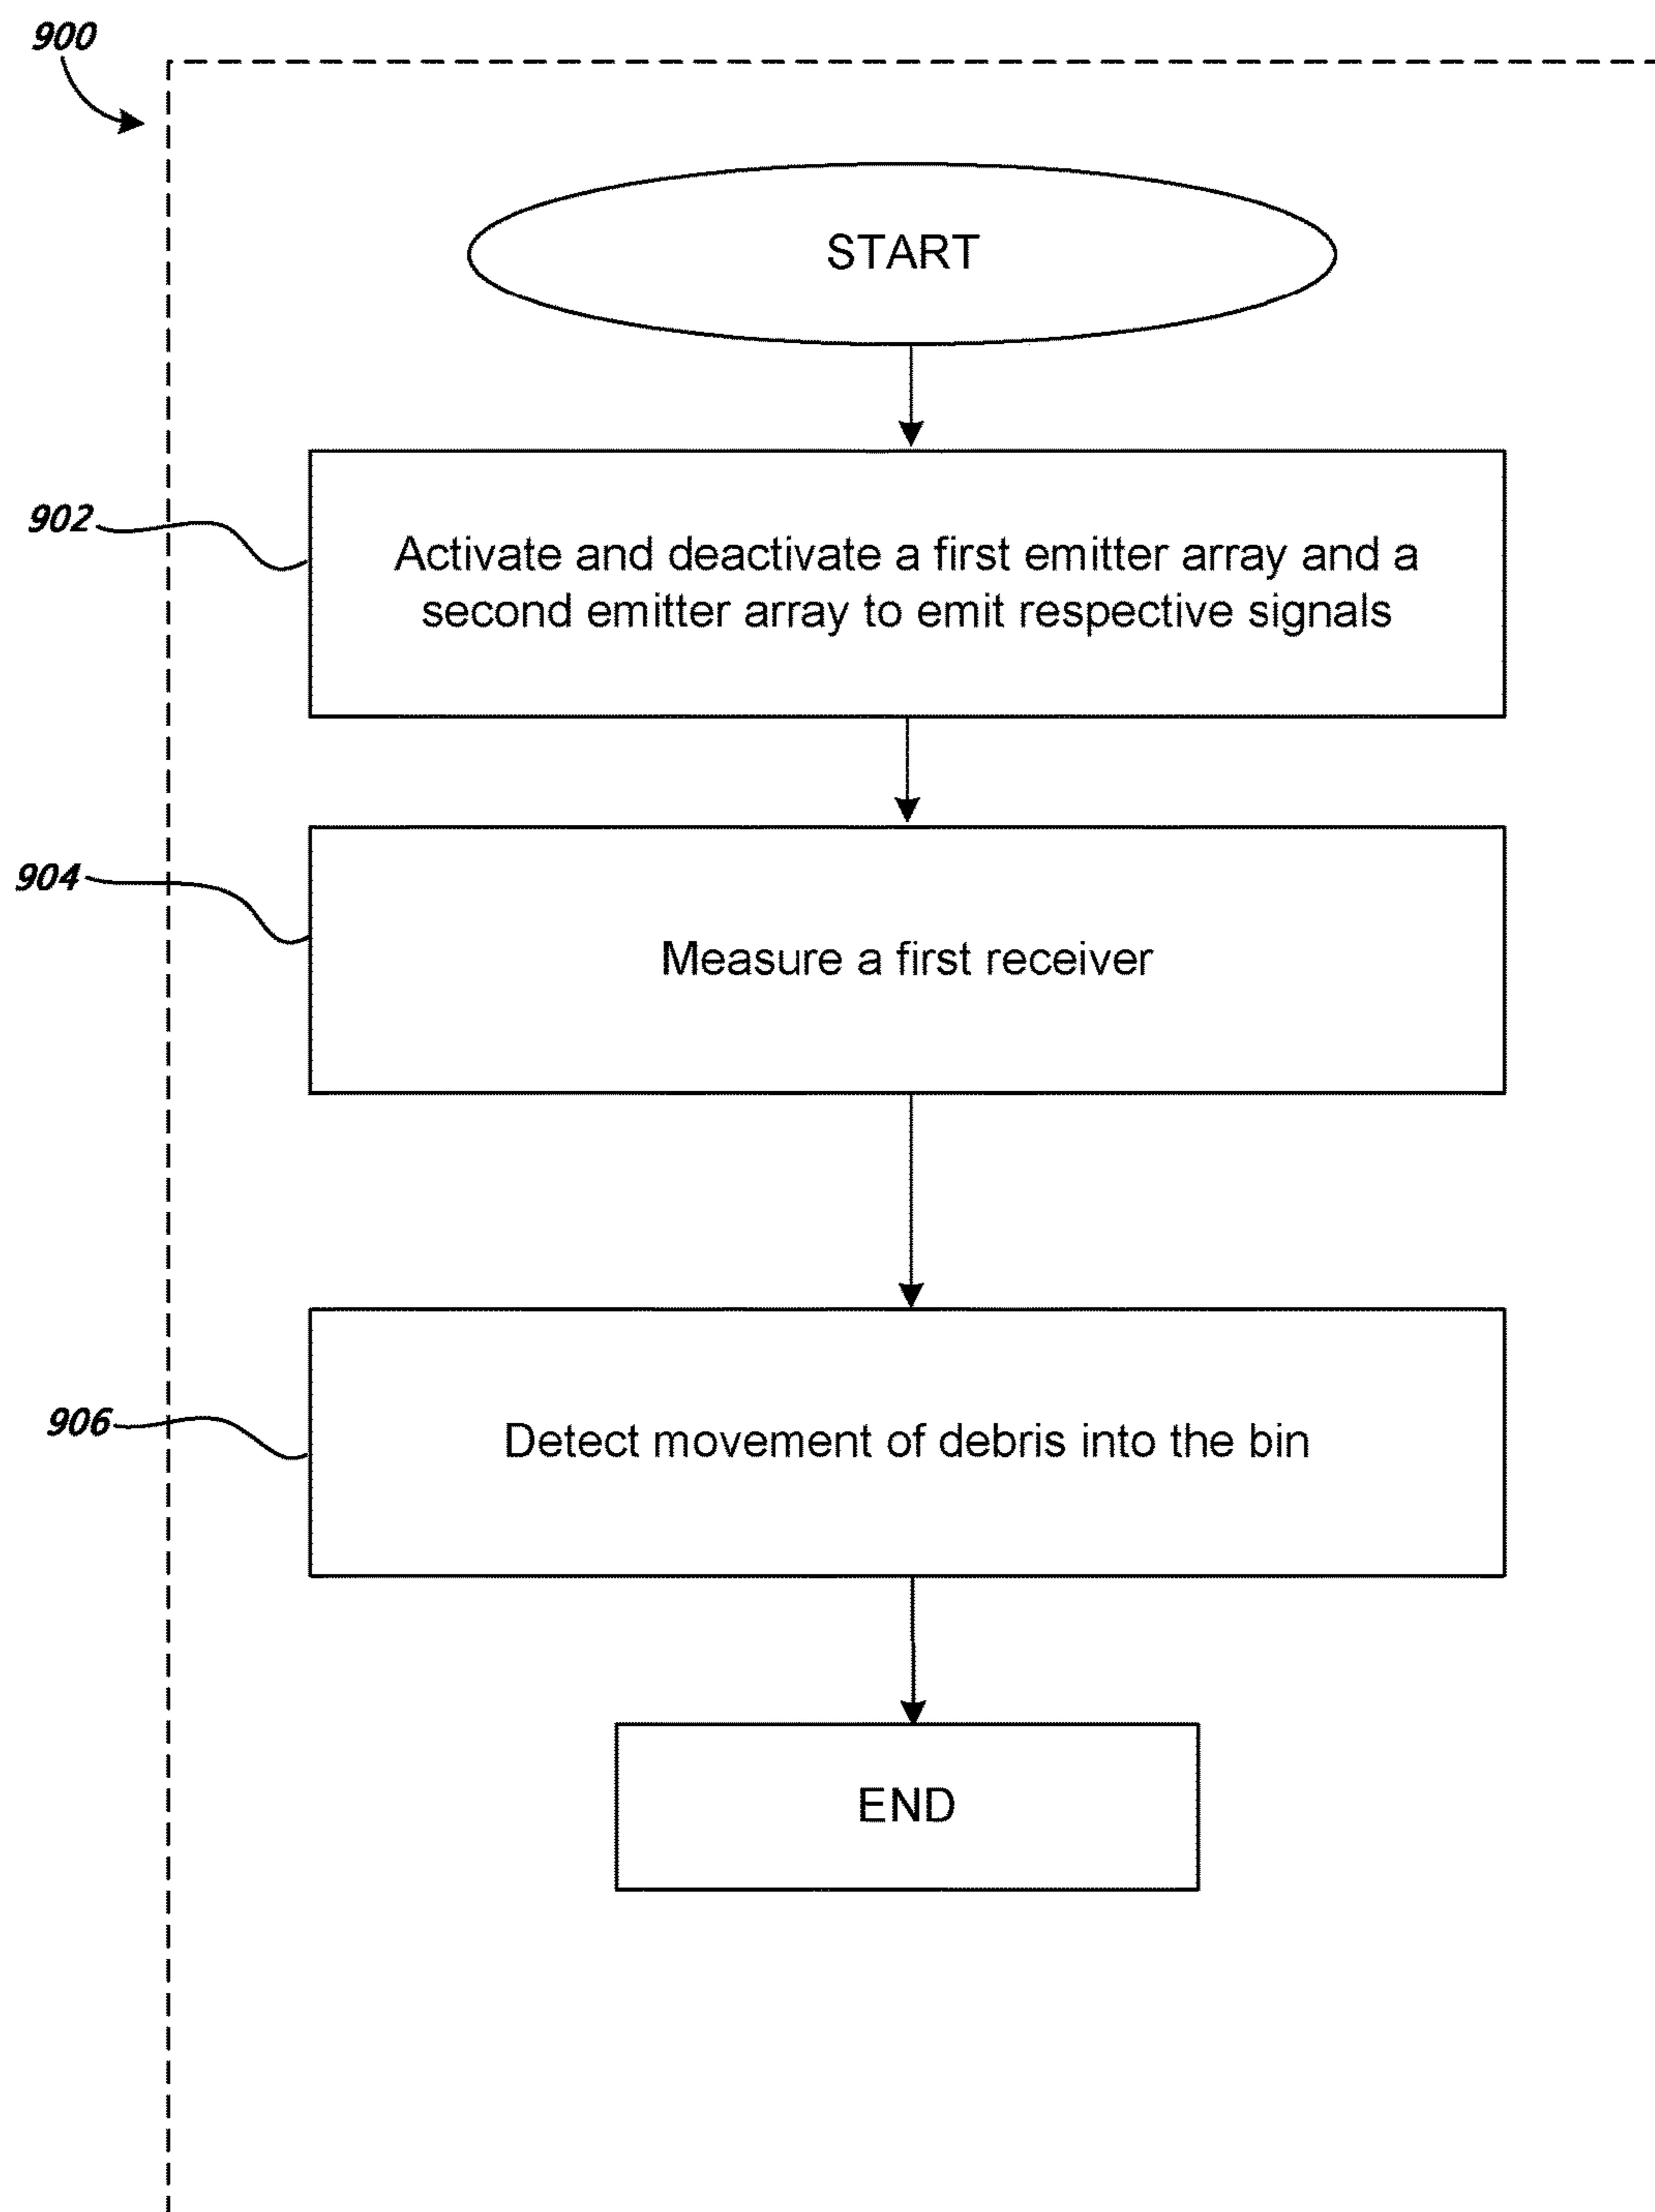 900
START
902
Activate and deactivate a first emitter array and a
second emitter array to emit respective signals
904
Measure a first receiver
906
Detect movement of debris into the bin
END